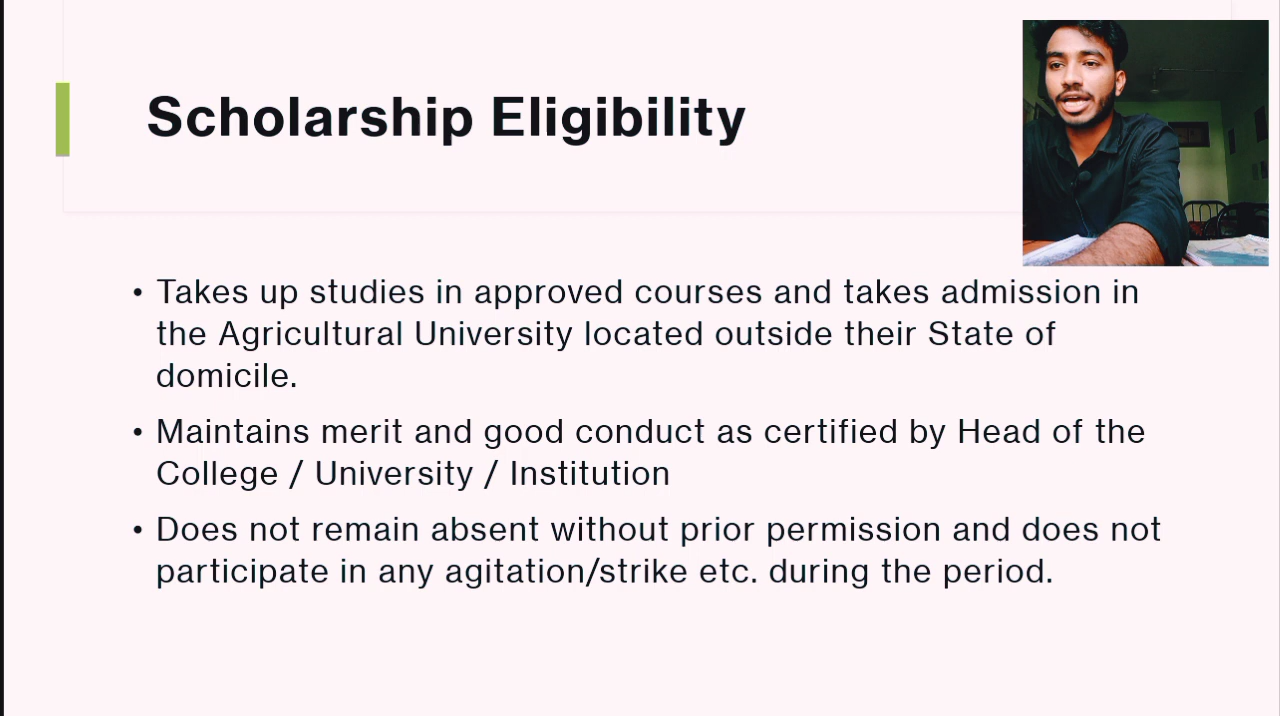 Scholarship Eligibility
• Takes up studies in approved courses and takes admission in
the Agricultural University located outside their State of
domicile.
• Maintains merit and good conduct as certified by Head of the
College / University / Institution
• Does not remain absent without prior permission and does not
participate in any agitation/strike etc. during the period.